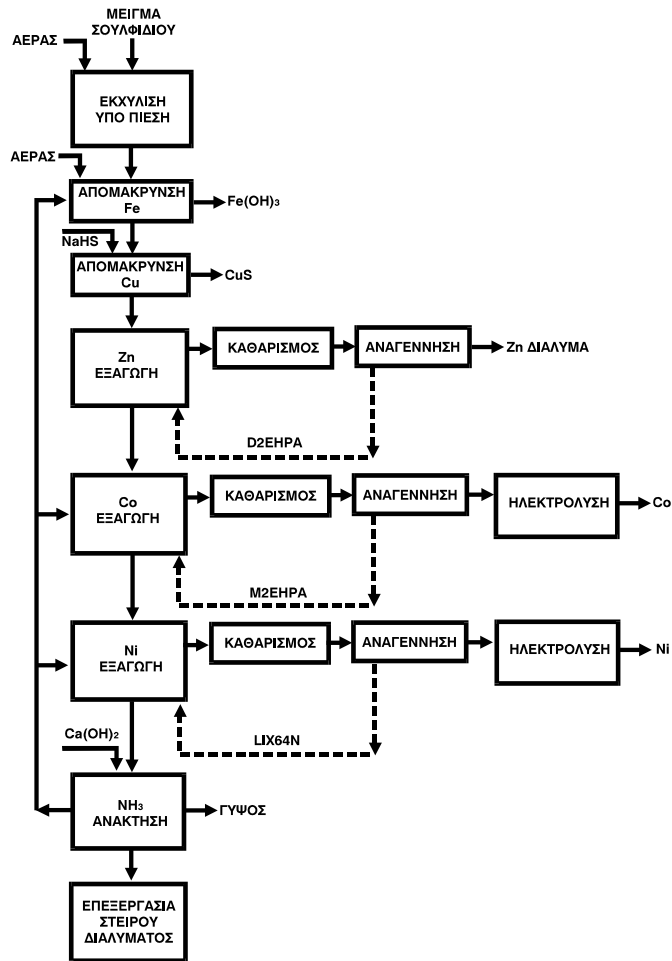 ΜΕΙΓΜΑ
ΣΟΥΛΦΙΔΙΟΥ
ΑΕΡΑΣ
ΕΚΧΥΛΙΣΗ
ΥΠΟ ΠΙΕΣΗ
ΑΕΡΑΣ
ΑΠΟΜΑΚΡΥΝΣΗ
Fe
Fe(OH)₃
NaHS
ΑΠΟΜΑΚΡΥΝΣΗ
Cu
CuS
Zn
ΕΞΑΓΩΓΗ
ΚΑΘΑΡΙΣΜΟΣ
ΑΝΑΓΕΝΝΗΣΗ
Zn ΔΙΑΛΥΜΑ
D2EHPA
Co
ΕΞΑΓΩΓΗ
ΚΑΘΑΡΙΣΜΟΣ
ΑΝΑΓΕΝΝΗΣΗ
ΗΛΕΚΤΡΟΛΥΣΗ
Co
M2EHPA
Ni
ΕΞΑΓΩΓΗ
ΚΑΘΑΡΙΣΜΟΣ
ΑΝΑΓΕΝΝΗΣΗ
ΗΛΕΚΤΡΟΛΥΣΗ
Ni
LIX64N
Ca(OH)₂
NH₃
ΑΝΑΚΤΗΣΗ
ΓΥΨΟΣ
ΕΠΕΞΕΡΓΑΣΙΑ
ΣΤΕΙΡΟΥ
ΔΙΑΛΥΜΑΤΟΣ